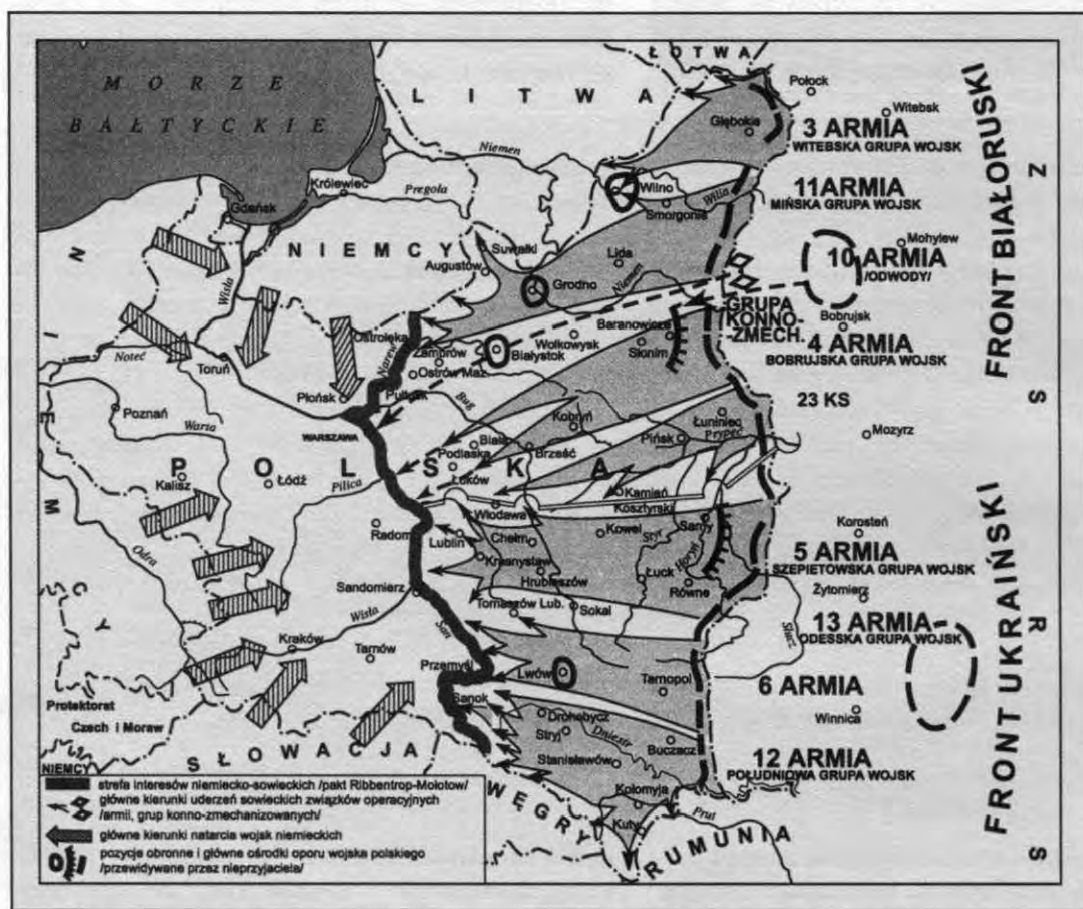 MORZE
BAŁTYCKIE
ŁOTWA
LITWA
Połock
Witebsk
Głębokie
3 ARMIA
WITEBSKA GRUPA WOJSK
FRONT BIAŁORUSKI
Niemen
Królewiec
Pregoła
Gdeńsk
Wilno
Wilia
Smorgonie
11 ARMIA
MIŃSKA GRUPA WOJSK
NIEMCY
Suwałki
Augustów
Lida
Niemen
Mohylew
10 ARMIA
/ODWODY/
Grodno
Wisła
GRUPA
KONNO-
ZMECH.
Bobrujsk
4 ARMIA
BOBRUJSKA GRUPA WOJSK
Ostrołęka
Narew
Zambrów
Białystok
Wołkowysk
Baranowicze
Słonim
Noteć
Toruń
Ostrów Maz.
Pułtusk
Płońsk
Bug
23 KS
Poznań
Warta
WARSZAWA
Kobryń
Łuniniec
Mozyrz
Biała
Podlaska
Brześć
Pińsk
Prypeć
POLSKA
Kalisz
Łódź
Pilica
Łuków
Kamień
Koszyrski
Włodawa
Radom
Lublin
Chełm
Kowel
Styr
Sarny
Horyń
Korosteń
FRONT UKRAIŃSKI
5 ARMIA
SZEPIETOWSKA GRUPA WOJSK
Odra
Krasnystaw
Hrubieszów
Łuck
Równe
Żytomierz
Sandomierz
Wisła
Tomaszów Lub.
Sokal
Słucz
13 ARMIA
ODESSKA GRUPA WOJSK
San
Kraków
Tarnów
Przemyśl
Lwów
Tarnopol
6 ARMIA
Winnica
Sanok
Protektorat
Czech i Moraw
Drohobycz
Stryj
Dniestr
Buczacz
12 ARMIA
POŁUDNIOWA GRUPA WOJSK
SŁOWACJA
Stanisławów
NIEMCY
WĘGRY
Kołomyja
Kuty
Prut
RUMUNIA
NIEMCY
ZSRS
strefa interesów niemiecko-sowieckich /pakt Ribbentrop-Mołotow/
główne kierunki uderzeń sowieckich związków operacyjnych
/armii, grup konno-zmechanizowanych/
główne kierunki natarcia wojsk niemieckich
pozycje obronne i główne ośrodki oporu wojska polskiego
/przewidywane przez nieprzyjaciela/